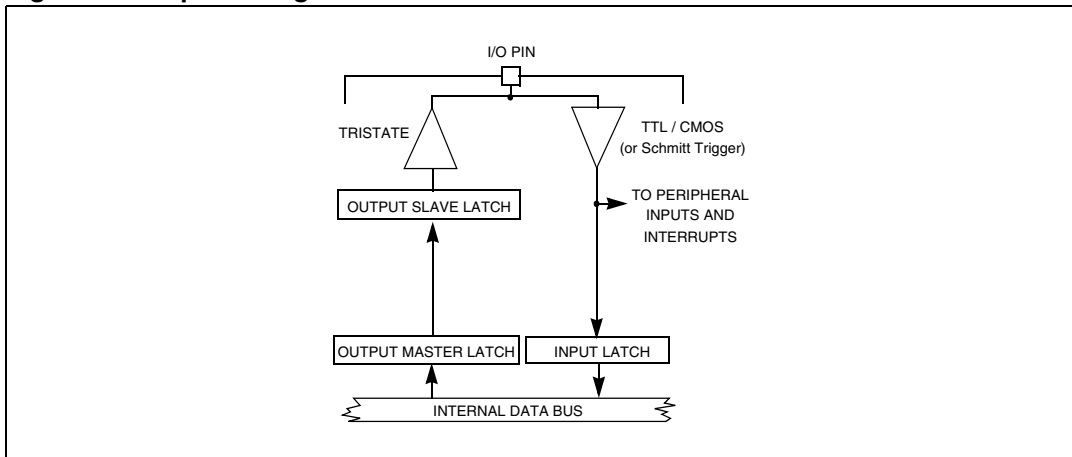 I/O PIN
TRISTATE
TTL / CMOS
(or Schmitt Trigger)
TO PERIPHERAL
INPUTS AND
INTERRUPTS
OUTPUT SLAVE LATCH
OUTPUT MASTER LATCH
INPUT LATCH
INTERNAL DATA BUS